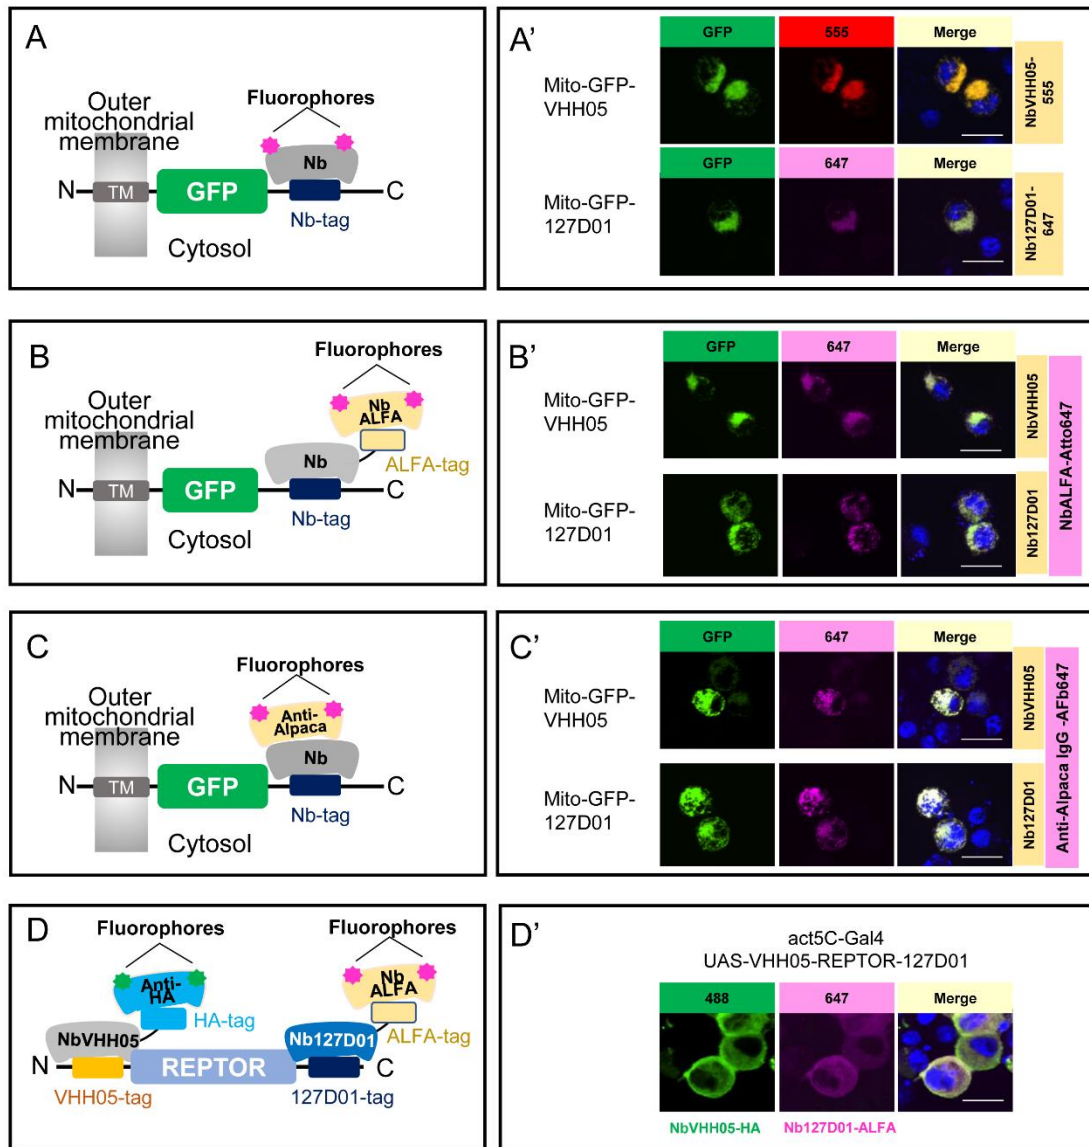 A
Outer
mitochondrial
membrane
Fluorophores
Nb
N
TM
GFP
C
Nb-tag
Cytosol
A’
GFP
555
Merge
Mito-GFP-
VHH05
NbVHH05-
555
647
Mito-GFP-
127D01
Nb127D01-
647
B
Outer
mitochondrial
membrane
Fluorophores
Nb
ALFA
ALFA-tag
Nb
N
TM
GFP
C
Nb-tag
Cytosol
B’
GFP
647
Merge
Mito-GFP-
VHH05
NbVHH05
Mito-GFP-
127D01
Nb127D01
NbALFA-Atto647
C
Outer
mitochondrial
membrane
Fluorophores
Anti-
Alpaca
Nb
N
TM
GFP
C
Nb-tag
Cytosol
C’
GFP
647
Merge
Mito-GFP-
VHH05
NbVHH05
Mito-GFP-
127D01
Nb127D01
Anti-Alpaca IgG -AFb647
D
Fluorophores
Fluorophores
Anti-
HA
HA-tag
Nb
ALFA
ALFA-tag
NbVHH05
Nb127D01
N
REPTOR
C
VHH05-tag
127D01-tag
D’
act5C-Gal4
UAS-VHH05-REPTOR-127D01
488
647
Merge
NbVHH05-HA
Nb127D01-ALFA